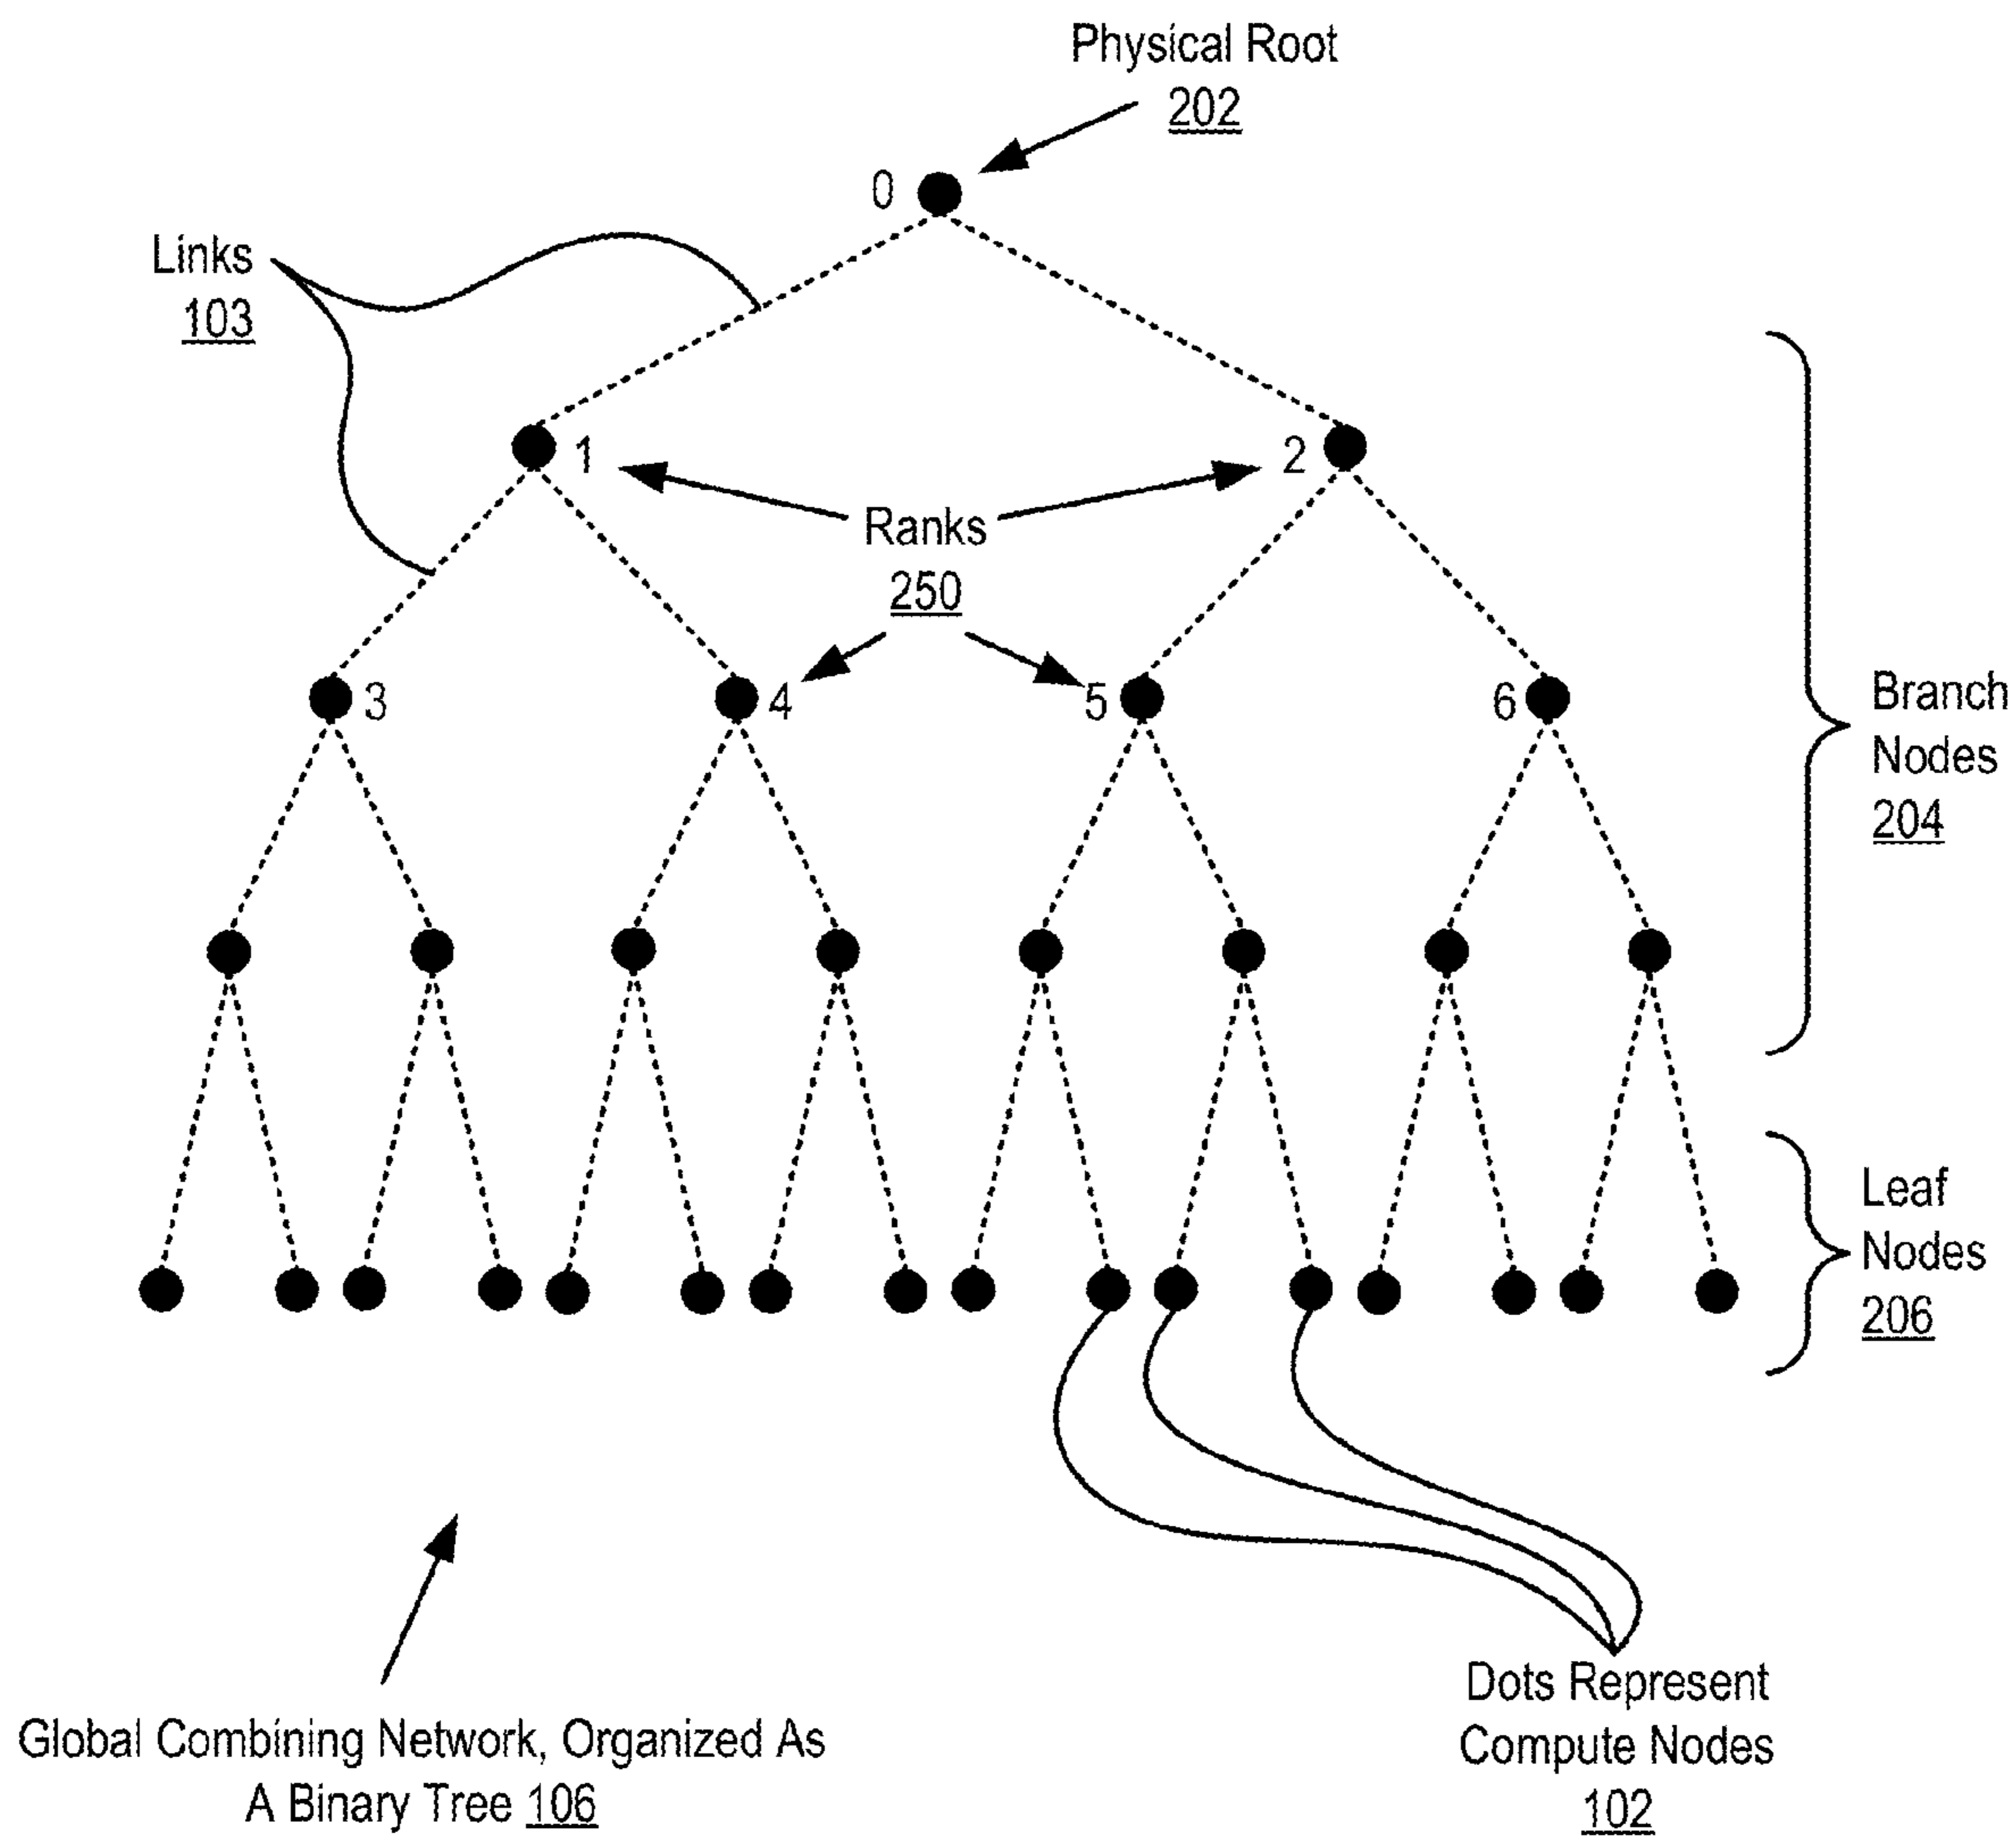 Physical Root
202
0
Links
103
1
2
Ranks
250
3
4
5
6
Branch
Nodes
204
Leaf
Nodes
206
Global Combining Network, Organized As
A Binary Tree 106
Dots Represent
Compute Nodes
102